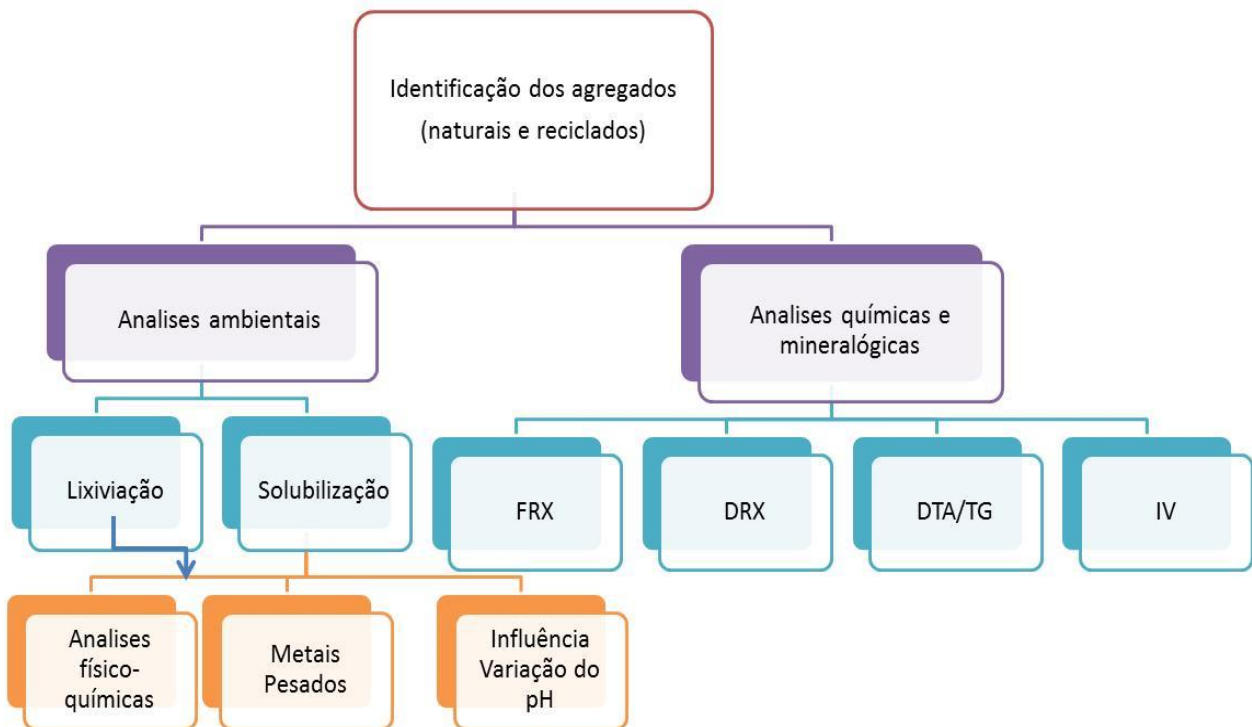 Identificação dos agregados
(naturais e reciclados)
Analises ambientais
Analises químicas e
mineralógicas
Lixiviação
Solubilização
FRX
DRX
DTA/TG
IV
Analises
físico-
químicas
Metais
Pesados
Influência
Variação do
pH